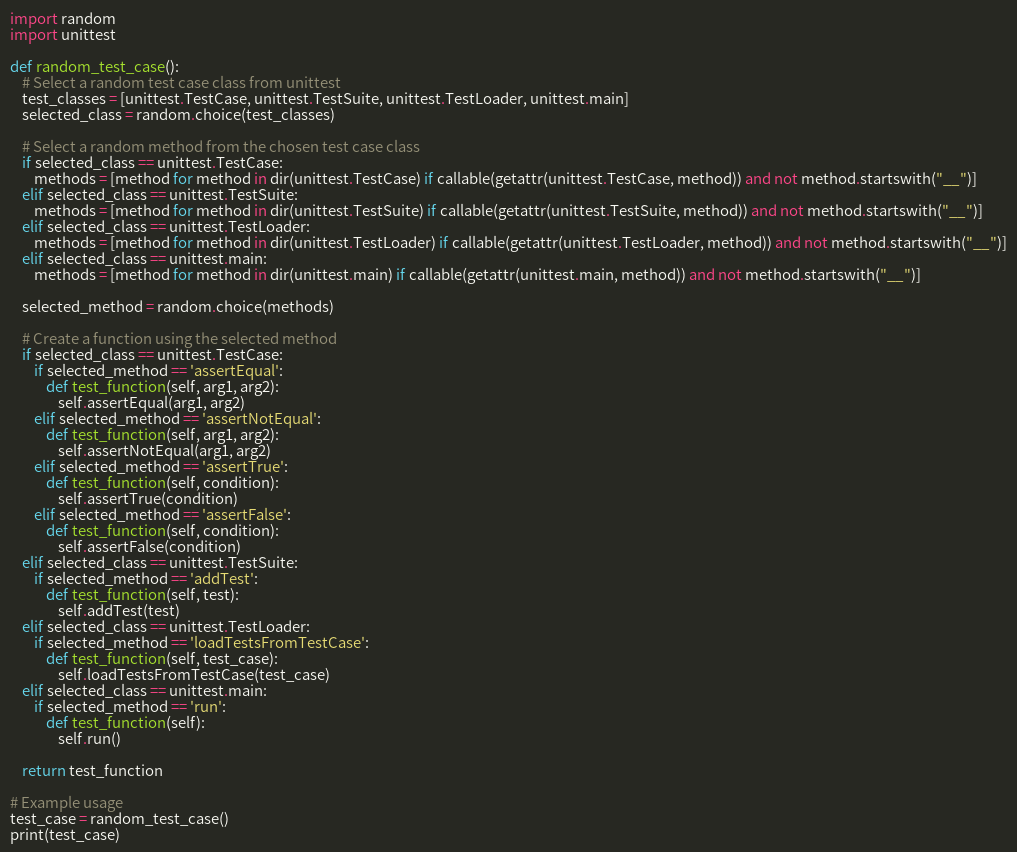 import random
import unittest

def random_test_case():
    # Select a random test case class from unittest
    test_classes = [unittest.TestCase, unittest.TestSuite, unittest.TestLoader, unittest.main]
    selected_class = random.choice(test_classes)

    # Select a random method from the chosen test case class
    if selected_class == unittest.TestCase:
        methods = [method for method in dir(unittest.TestCase) if callable(getattr(unittest.TestCase, method)) and not method.startswith("__")]
    elif selected_class == unittest.TestSuite:
        methods = [method for method in dir(unittest.TestSuite) if callable(getattr(unittest.TestSuite, method)) and not method.startswith("__")]
    elif selected_class == unittest.TestLoader:
        methods = [method for method in dir(unittest.TestLoader) if callable(getattr(unittest.TestLoader, method)) and not method.startswith("__")]
    elif selected_class == unittest.main:
        methods = [method for method in dir(unittest.main) if callable(getattr(unittest.main, method)) and not method.startswith("__")]

    selected_method = random.choice(methods)

    # Create a function using the selected method
    if selected_class == unittest.TestCase:
        if selected_method == 'assertEqual':
            def test_function(self, arg1, arg2):
                self.assertEqual(arg1, arg2)
        elif selected_method == 'assertNotEqual':
            def test_function(self, arg1, arg2):
                self.assertNotEqual(arg1, arg2)
        elif selected_method == 'assertTrue':
            def test_function(self, condition):
                self.assertTrue(condition)
        elif selected_method == 'assertFalse':
            def test_function(self, condition):
                self.assertFalse(condition)
    elif selected_class == unittest.TestSuite:
        if selected_method == 'addTest':
            def test_function(self, test):
                self.addTest(test)
    elif selected_class == unittest.TestLoader:
        if selected_method == 'loadTestsFromTestCase':
            def test_function(self, test_case):
                self.loadTestsFromTestCase(test_case)
    elif selected_class == unittest.main:
        if selected_method == 'run':
            def test_function(self):
                self.run()

    return test_function

# Example usage
test_case = random_test_case()
print(test_case)